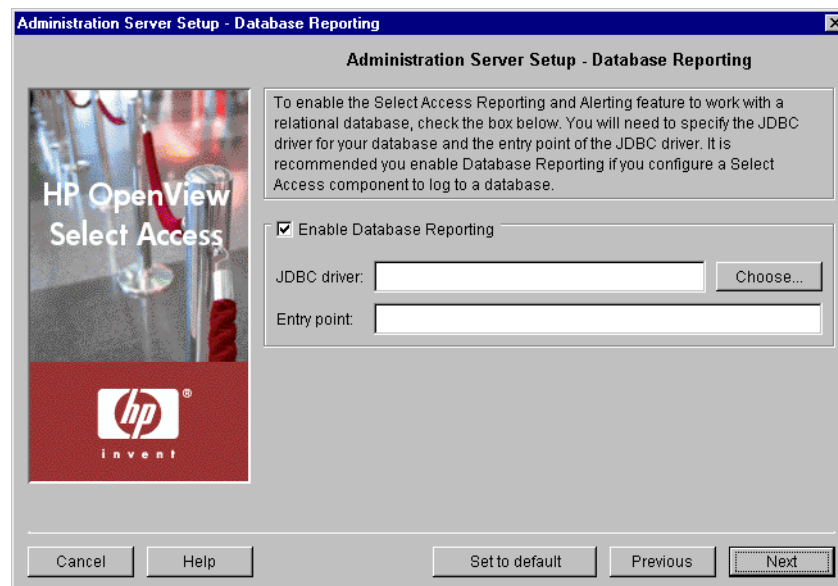 Administration Server Setup - Database Reporting
Administration Server Setup - Database Reporting
HP OpenView
Select Access
hp
®
invent
To enable the Select Access Reporting and Alerting feature to work with a
relational database, check the box below. You will need to specify the JDBC
driver for your database and the entry point of the JDBC driver. It is
recommended you enable Database Reporting if you configure a Select
Access component to log to a database.
Enable Database Reporting
JDBC driver:
Choose...
Entry point:
Cancel
Help
Set to default
Previous
Next